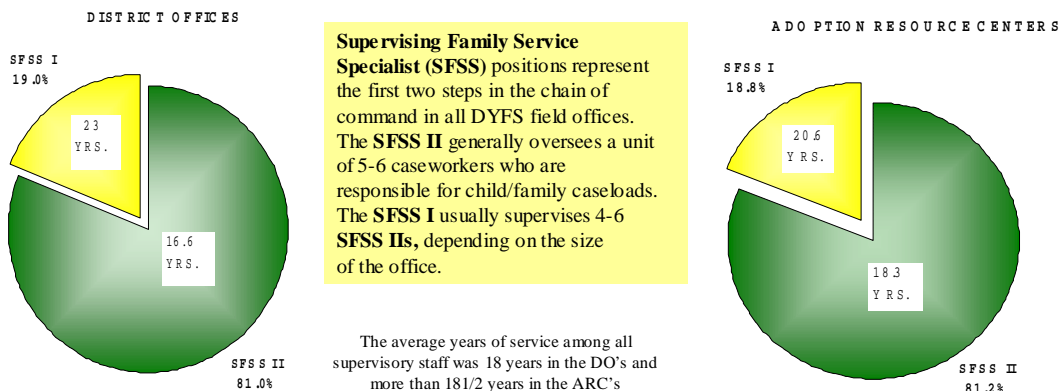 DISTRICT OFFICES
SFSS I
19.0%
23
YRS.
16.6
YRS.
SFSS II
81.0%
Supervising Family Service
Specialist (SFSS) positions represent
the first two steps in the chain of
command in all DYFS field offices.
The SFSS II generally oversees a unit
of 5-6 caseworkers who are
responsible for child/family caseloads.
The SFSS I usually supervises 4-6
SFSS IIs, depending on the size
of the office.
The average years of service among all
supervisory staff was 18 years in the DO's and
more than 181/2 years in the ARC's
ADOPTION RESOURCE CENTERS
SFSS I
18.8%
20.6
YRS.
18.3
YRS.
SFSS II
81.2%